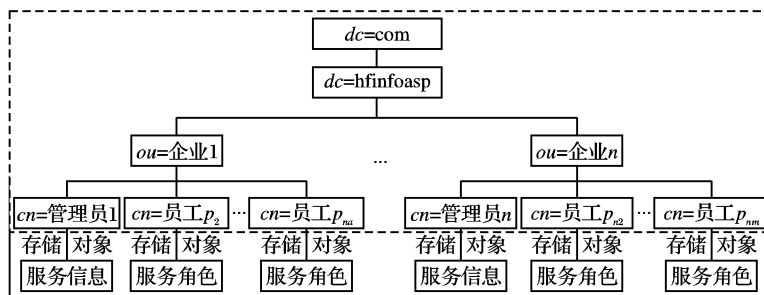 dc=com
dc=hfinfoasp
ou=企业1 ... ou=企业n
cn=管理员1 cn=员工p2 ... cn=员工pna cn=管理员n cn=员工pn2 ... cn=员工pnm
存储 对象 存储 对象 存储 对象 存储 对象 存储 对象 存储 对象
服务信息 服务角色 服务角色 服务信息 服务角色 服务角色